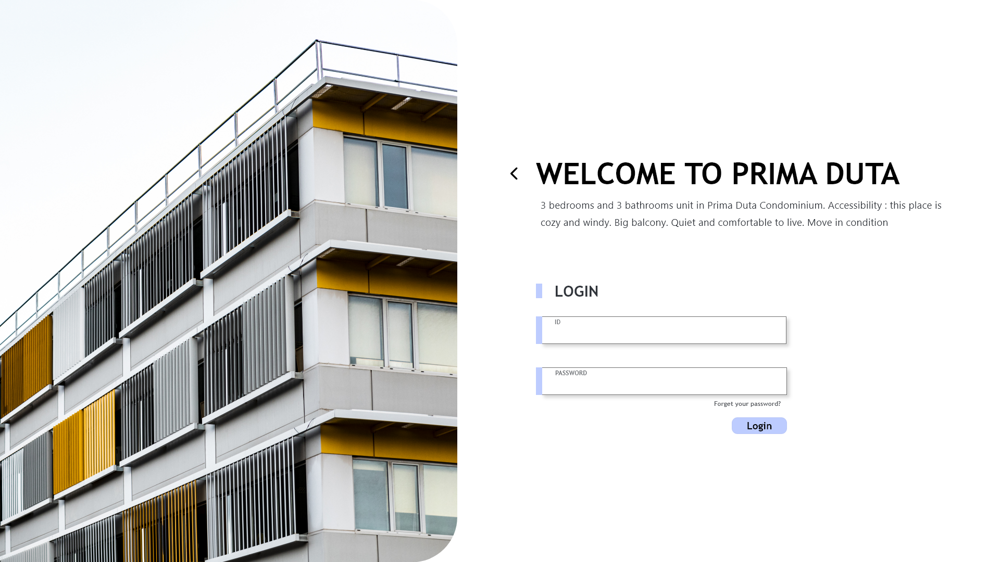 WELCOME TO PRIMA DUTA
3 bedrooms and 3 bathrooms unit in Prima Duta Condominium. Accessibility : this place is
cozy and windy. Big balcony. Quiet and comfortable to live. Move in condition
LOGIN
ID
PASSWORD
Forget your password?
Login